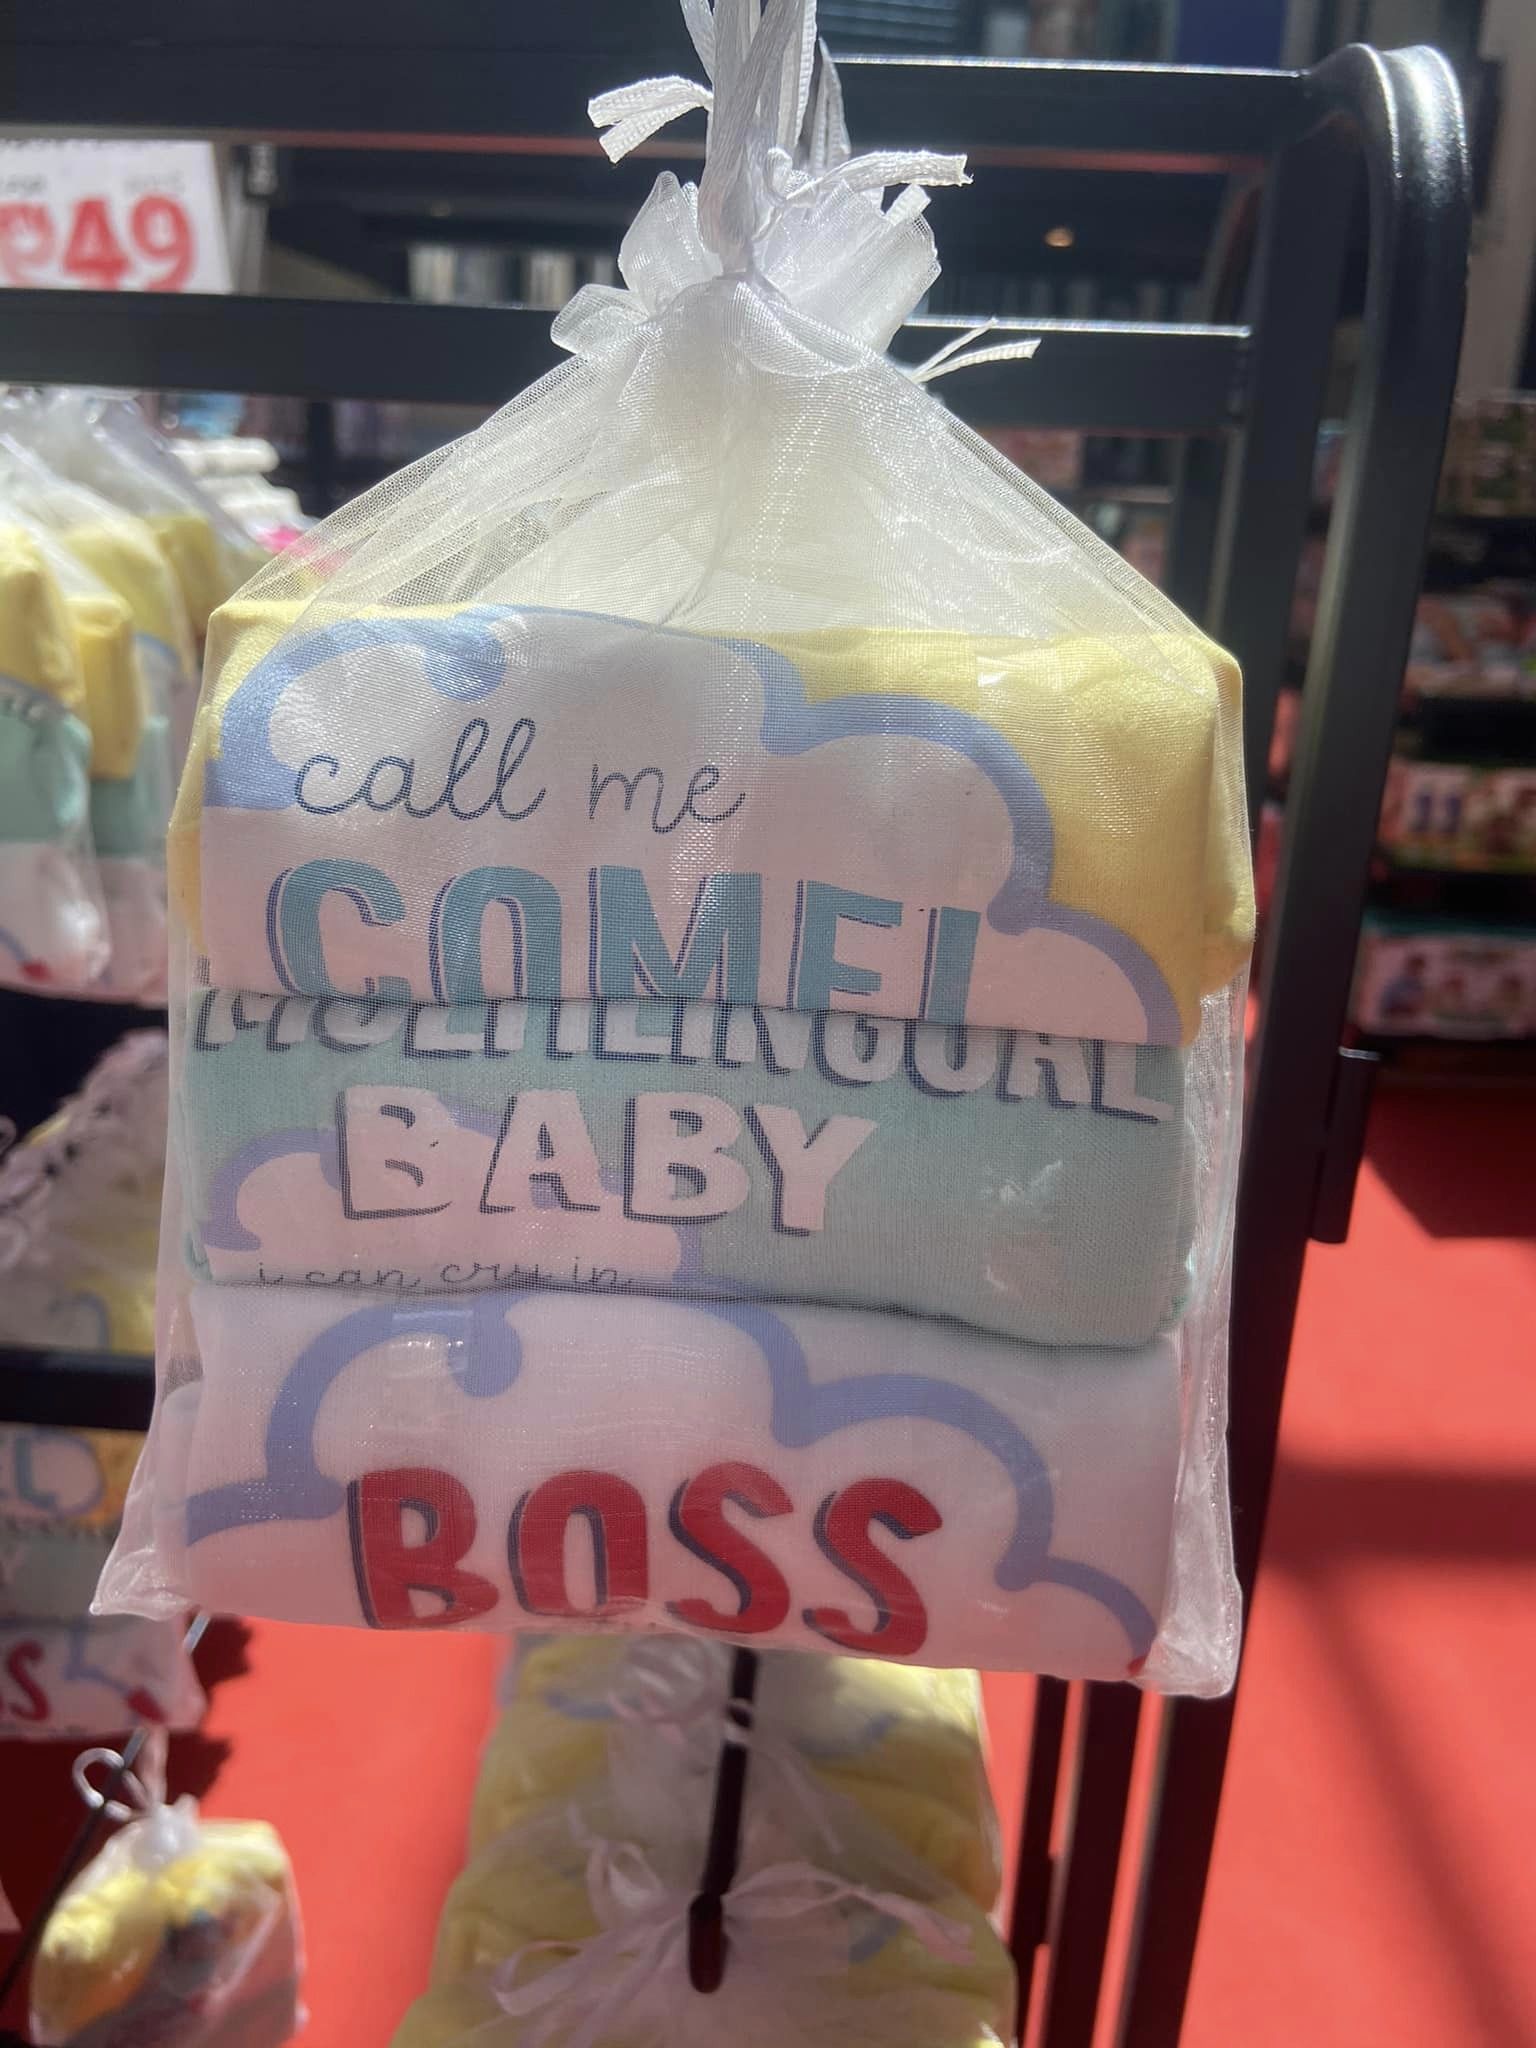 ₱49
call me
COMEL
MULTILINGUAL
BABY
i can cry in
BOSS